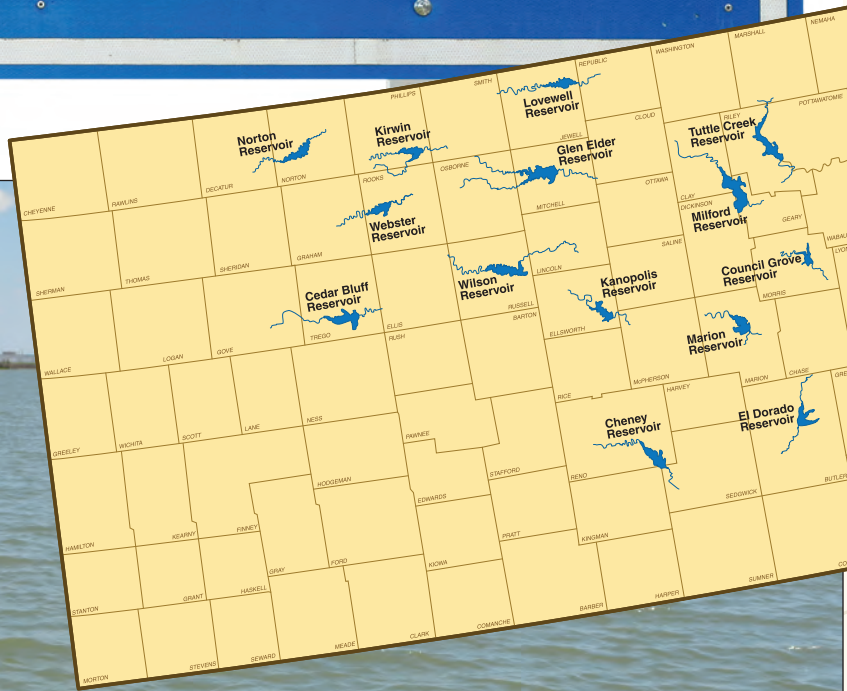 NEMAHA
MARSHALL
WASHINGTON
REPUBLIC
SMITH
PHILLIPS
Lovewell
Reservoir
POTTAWATOMIE
RILEY
CLOUD
JEWELL
Tuttle Creek
Reservoir
Norton
Reservoir
Kirwin
Reservoir
Glen Elder
Reservoir
OSBORNE
ROOKS
NORTON
DECATUR
RAWLINS
CHEYENNE
OTTAWA
CLAY
DICKINSON
MITCHELL
Milford
Reservoir
GEARY
WABAU
LYON
Webster
Reservoir
SALINE
GRAHAM
SHERIDAN
THOMAS
SHERMAN
LINCOLN
Wilson
Reservoir
Kanopolis
Reservoir
Council Grove
Reservoir
MORRIS
Cedar Bluff
Reservoir
RUSSELL
BARTON
ELLSWORTH
ELLIS
RUSH
TREGO
GOVE
LOGAN
WALLACE
Marion
Reservoir
CHASE
GRE
MARION
McPHERSON
HARVEY
RICE
NESS
LANE
SCOTT
WICHITA
GREELEY
PAWNEE
Cheney
Reservoir
El Dorado
Reservoir
STAFFORD
RENO
BUTLER
SEDGWICK
HODGEMAN
EDWARDS
FINNEY
KEARNY
HAMILTON
PRATT
KINGMAN
KIOWA
FORD
GRAY
HASKELL
GRANT
STANTON
CO
SUMNER
HARPER
BARBER
COMANCHE
CLARK
MEADE
SEWARD
STEVENS
MORTON